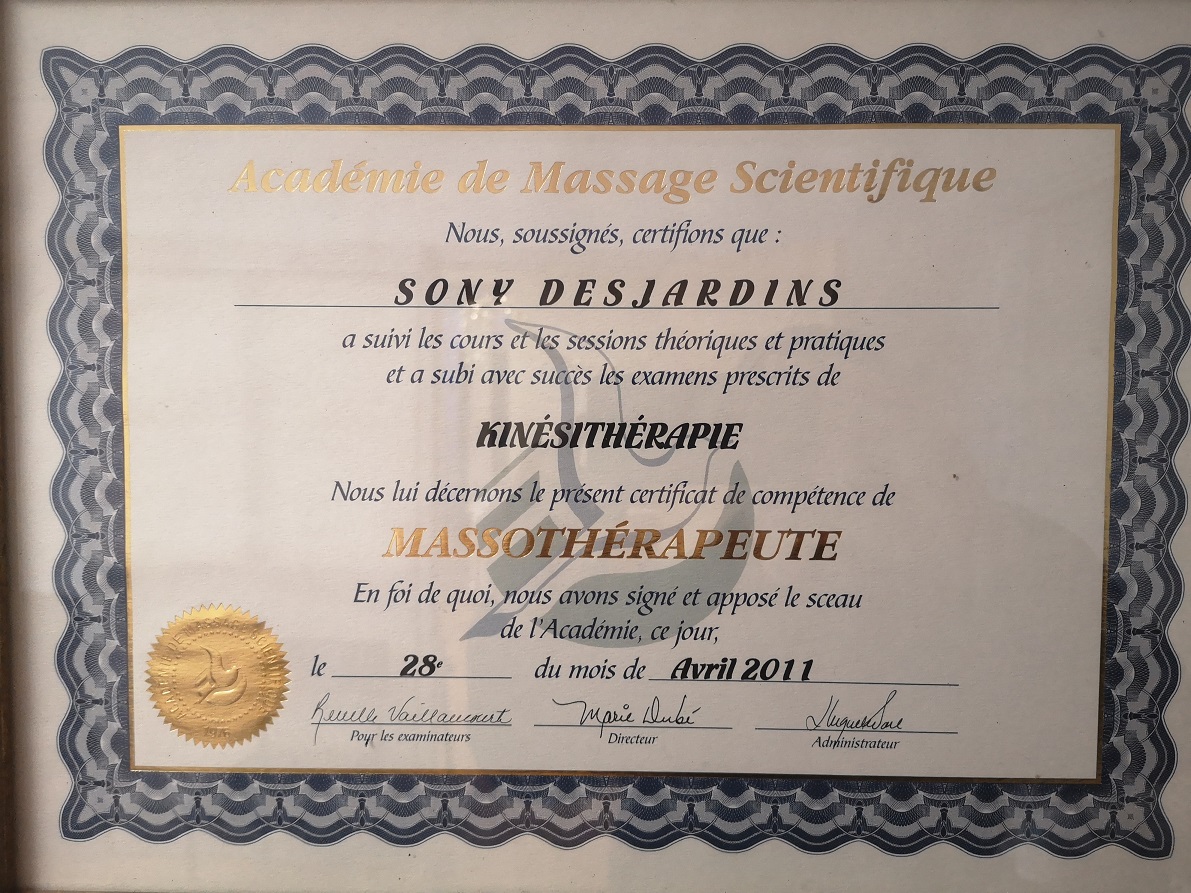 Académie de Massage Scientifique
Nous, soussignés, certifions que :
SONY DESJARDINS
a suivi les cours et les sessions théoriques et pratiques
et a subi avec succès les examens prescrits de
KINÉSITHÉRAPIE
Nous lui décernons le présent certificat de compétence de
MASSOTHÉRAPEUTE
En foi de quoi, nous avons signé et apposé le sceau
de l'Académie, ce jour,
le 28e du mois de Avril 2011
Vaillancourt Marie Dubé
Pour les examinateurs Directeur Administrateur